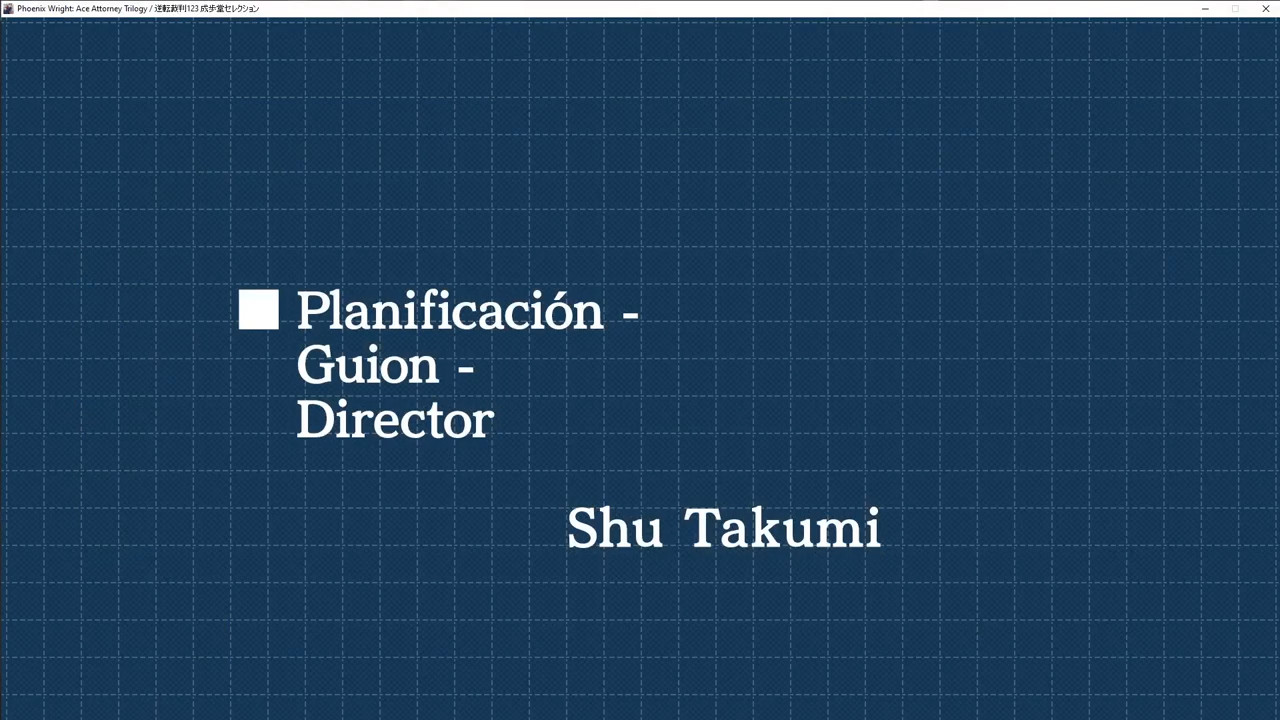 Phoenix Wright: Ace Attorney Trilogy / 逆転裁判123 成歩堂セレクション
Planificación -
Guion -
Director
Shu Takumi